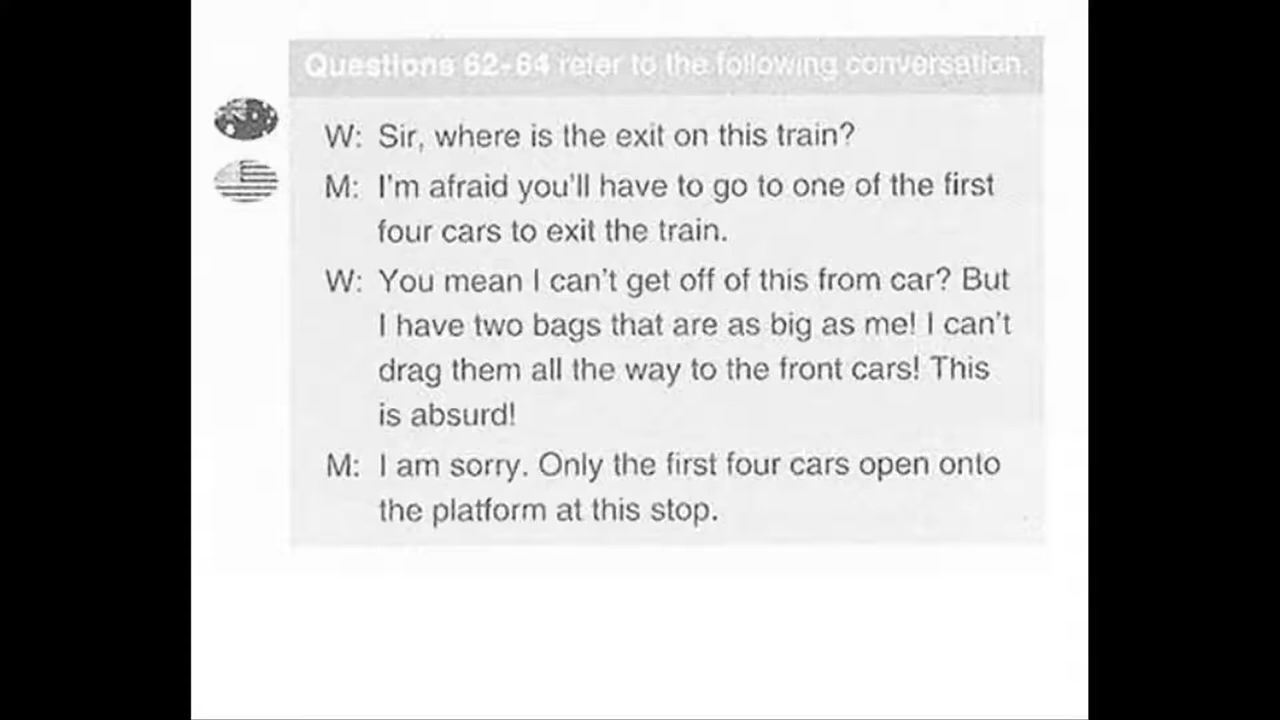 Questions 62-64 refer to the following conversation.
W: Sir, where is the exit on this train?
M: I'm afraid you'll have to go to one of the first
four cars to exit the train.
W: You mean I can't get off of this from car? But
I have two bags that are as big as me! I can't
drag them all the way to the front cars! This
is absurd!
M: I am sorry. Only the first four cars open onto
the platform at this stop.